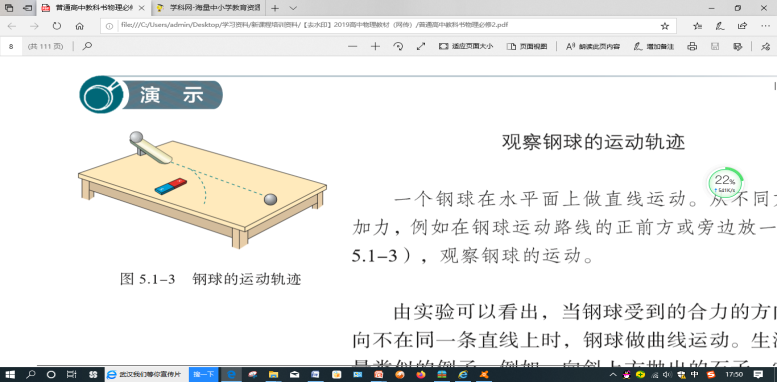 普通高中教科书物理必修
学科网-海量中小学教育资源
file:///C:/Users/admin/Desktop/学习资料/新课程培训资料/【去水印】2019高中物理教材（网传）/普通高中教科书物理必修2.pdf
8 (共 111 页)
适应页面大小 页面视图 朗读此页内容 增加备注
演 示
观察钢球的运动轨迹
一个钢球在水平面上做直线运动。从不同
加力，例如在钢球运动路线的正前方或旁边放一
5.1-3），观察钢球的运动。
图 5.1-3 钢球的运动轨迹
22%
由实验可以看出，当钢球受到的合力的方向
向不在同一条直线上时，钢球做曲线运动。生活
武汉我们等你宣传片 搜一下
中
17:50